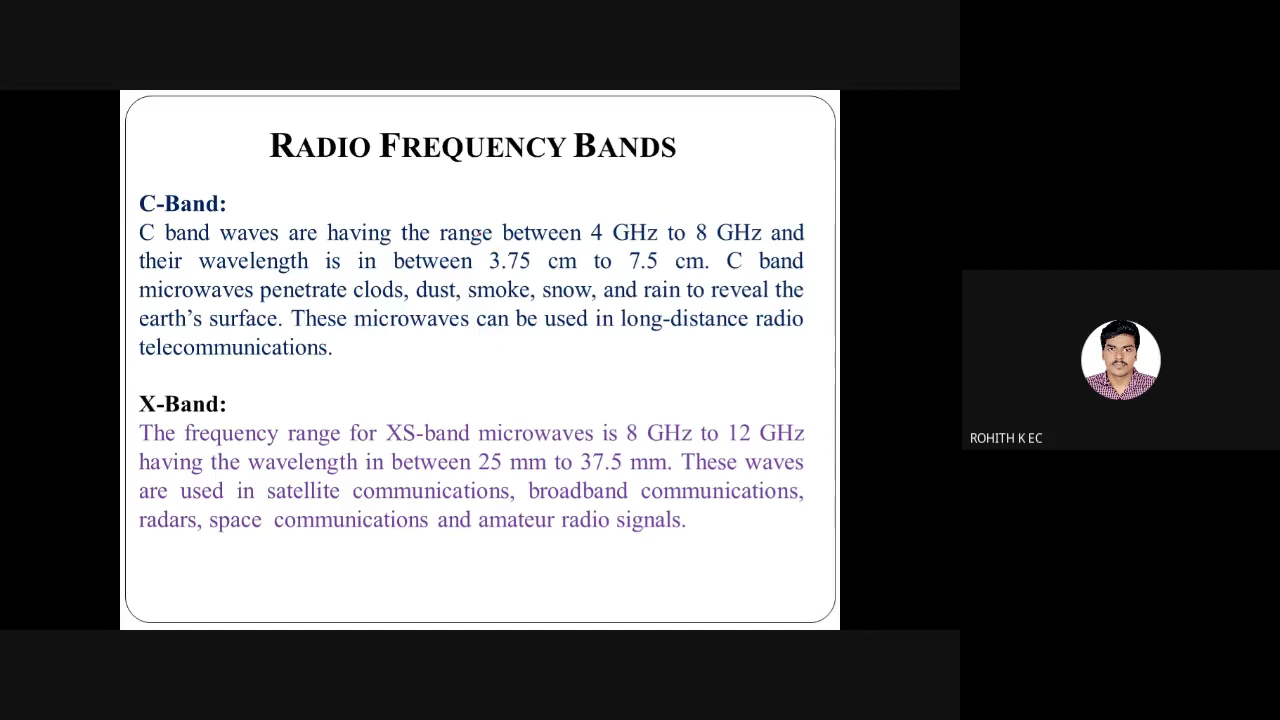 RADIO FREQUENCY BANDS
C-Band:
C band waves are having the range between 4 GHz to 8 GHz and
their wavelength is in between 3.75 cm to 7.5 cm. C band
microwaves penetrate clods, dust, smoke, snow, and rain to reveal the
earth’s surface. These microwaves can be used in long-distance radio
telecommunications.
X-Band:
The frequency range for XS-band microwaves is 8 GHz to 12 GHz
having the wavelength in between 25 mm to 37.5 mm. These waves
are used in satellite communications, broadband communications,
radars, space communications and amateur radio signals.
ROHITH K EC